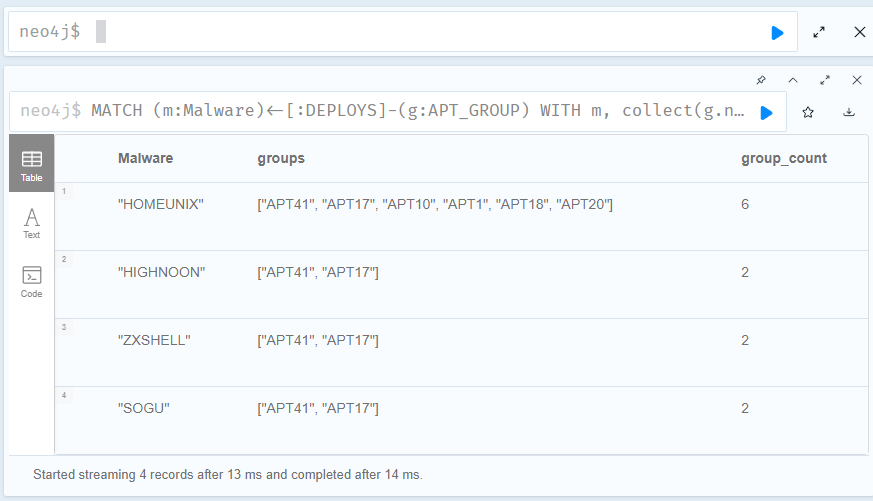 neo4j$
neo4j$ MATCH (m:Malware)<-[:DEPLOYS]-(g:APT_GROUP) WITH m, collect(g.n…
Table
Text
Code
Malware groups group_count
1
"HOMEUNIX" ["APT41", "APT17", "APT10", "APT1", "APT18", "APT20"] 6
2
"HIGHNOON" ["APT41", "APT17"] 2
3
"ZXSHELL" ["APT41", "APT17"] 2
4
"SOGU" ["APT41", "APT17"] 2
Started streaming 4 records after 13 ms and completed after 14 ms.